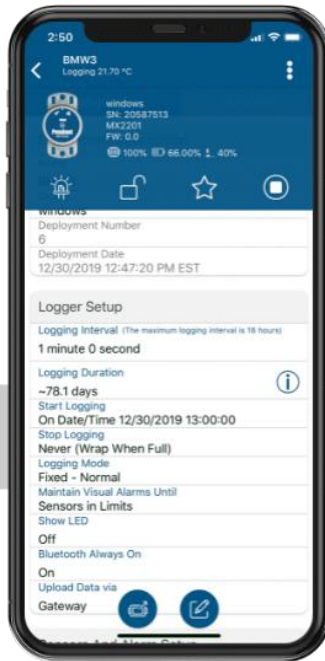 2:50
BMW3
Logging 21.70 °C
windows
SN: 20587513
MX2201
FW: 0.0
100% 66.00% 40%
Pendant
windows
Deployment Number
6
Deployment Date
12/30/2019 12:47:20 PM EST
Logger Setup
Logging Interval (The maximum logging interval is 18 hours)
1 minute 0 second
Logging Duration
~78.1 days
Start Logging
On Date/Time 12/30/2019 13:00:00
Stop Logging
Never (Wrap When Full)
Logging Mode
Fixed - Normal
Maintain Visual Alarms Until
Sensors in Limits
Show LED
Off
Bluetooth Always On
On
Upload Data via
Gateway